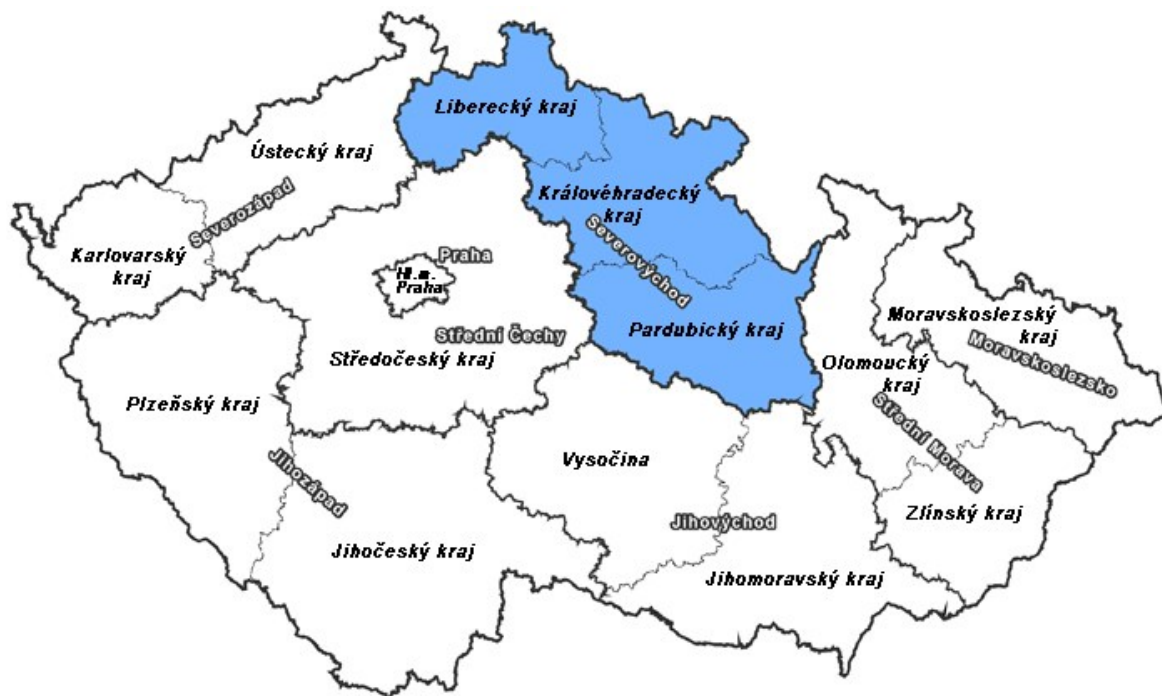 Liberecký kraj
Ústecký kraj
Královéhradecký
kraj
Severozápad
Karlovarský
kraj
Praha
Hl.m.
Praha
Severovýchod
Střední Čechy
Středočeský kraj
Pardubický kraj
Moravskoslezský
kraj
Moravskoslezsko
Olomoucký
kraj
Plzeňský kraj
Střední Morava
Vysočina
Jihozápad
Zlínský kraj
Jihovýchod
Jihočeský kraj
Jihomoravský kraj